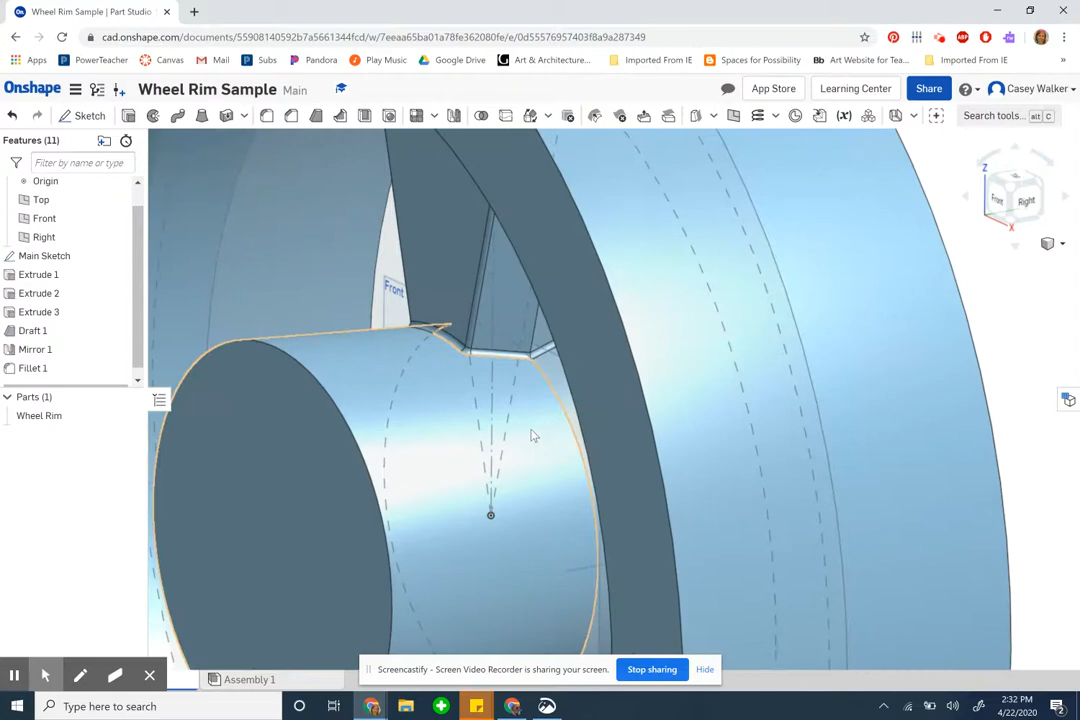 On Wheel Rim Sample | Part Studio
cad.onshape.com/documents/55908140592b7a5661344fcd/w/7eeaa65ba01a78fe362080fe/e/0d55576957403f8a9a287349
Apps PowerTeacher Canvas Mail Subs Pandora Play Music Google Drive Art & Architecture... Imported From IE Spaces for Possibility Bb Art Website for Tea... Imported From IE
Onshape Wheel Rim Sample Main App Store Learning Center Share Casey Walker
Sketch Search tools... alt C
Features (11)
Filter by name or type
Origin
Top
Front
Right
Main Sketch
Extrude 1
Extrude 2
Extrude 3
Draft 1
Mirror 1
Fillet 1
Parts (1)
Wheel Rim
Front
Z
Front Right
X
Screencastify - Screen Video Recorder is sharing your screen. Stop sharing Hide
Assembly 1
Type here to search
2:32 PM
4/22/2020
2